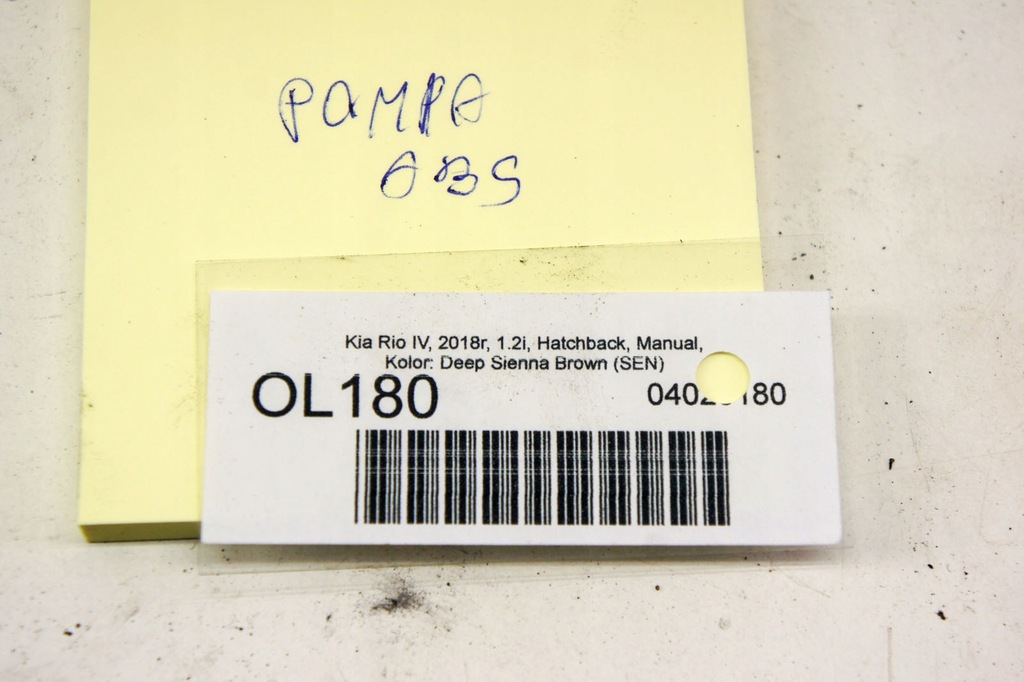 POMPA
ABS
Kia Rio IV, 2018r, 1.2i, Hatchback, Manual,
Kolor: Deep Sienna Brown (SEN)
OL180